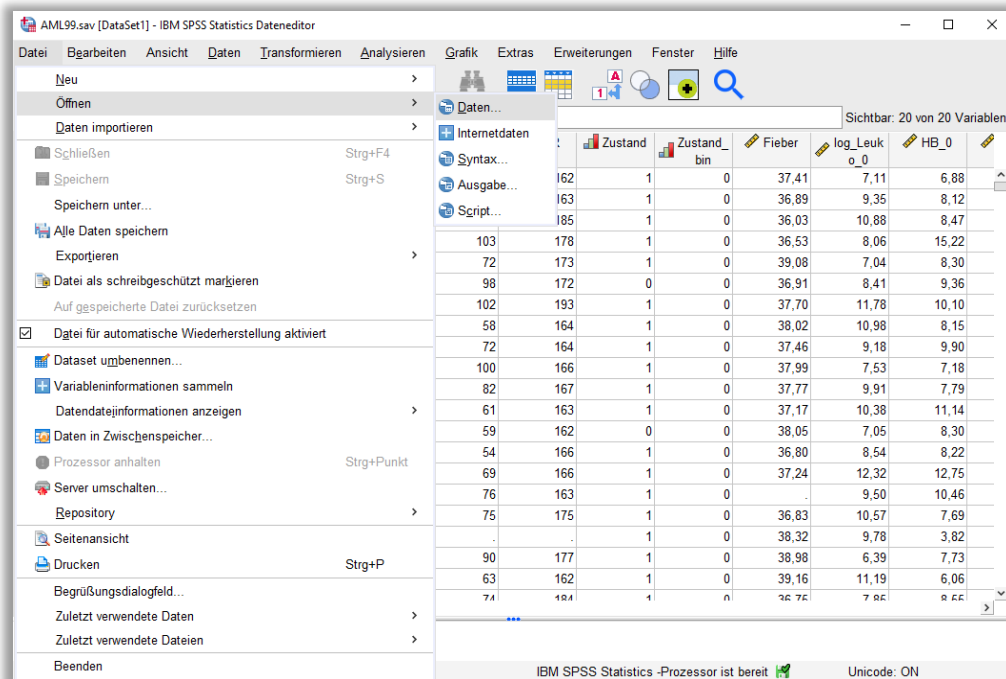 AML99.sav [DataSet1] - IBM SPSS Statistics Dateneditor
Datei Bearbeiten Ansicht Daten Transformieren Analysieren Grafik Extras Erweiterungen Fenster Hilfe
Neu
Öffnen
Daten importieren
Schließen Strg+F4
Speichern Strg+S
Speichern unter...
Alle Daten speichern
Exportieren
Datei als schreibgeschützt markieren
Auf gespeicherte Datei zurücksetzen
Datei für automatische Wiederherstellung aktiviert
Dataset umbenennen...
Variableninformationen sammeln
Datendateiinformationen anzeigen
Daten in Zwischenspeicher...
Prozessor anhalten Strg+Punkt
Server umschalten...
Repository
Seitenansicht
Drucken Strg+P
Begrüßungsdialogfeld...
Zuletzt verwendete Daten
Zuletzt verwendete Dateien
Beenden
Daten...
Internetdaten
Syntax...
Ausgabe...
Script...
Sichtbar: 20 von 20 Variablen
Zustand Zustand_bin Fieber log_Leuko_0 HB_0
162 1 0 37,41 7,11 6,88
163 1 0 36,89 9,35 8,12
185 1 0 36,03 10,88 8,47
103 178 1 0 36,53 8,06 15,22
72 173 1 0 39,08 7,04 8,30
98 172 0 0 36,91 8,41 9,36
102 193 1 0 37,70 11,78 10,10
58 164 1 0 38,02 10,98 8,15
72 164 1 0 37,46 9,18 9,90
100 166 1 0 37,99 7,53 7,18
82 167 1 0 37,77 9,91 7,79
61 163 1 0 37,17 10,38 11,14
59 162 0 0 38,05 7,05 8,30
54 166 1 0 36,80 8,54 8,22
69 166 1 0 37,24 12,32 12,75
76 163 1 0 . 9,50 10,46
75 175 1 0 36,83 10,57 7,69
. . 1 0 38,32 9,78 3,82
90 177 1 0 38,98 6,39 7,73
63 162 1 0 39,16 11,19 6,06
74 184 1 0 36,75 7,85 8,55
IBM SPSS Statistics -Prozessor ist bereit Unicode: ON